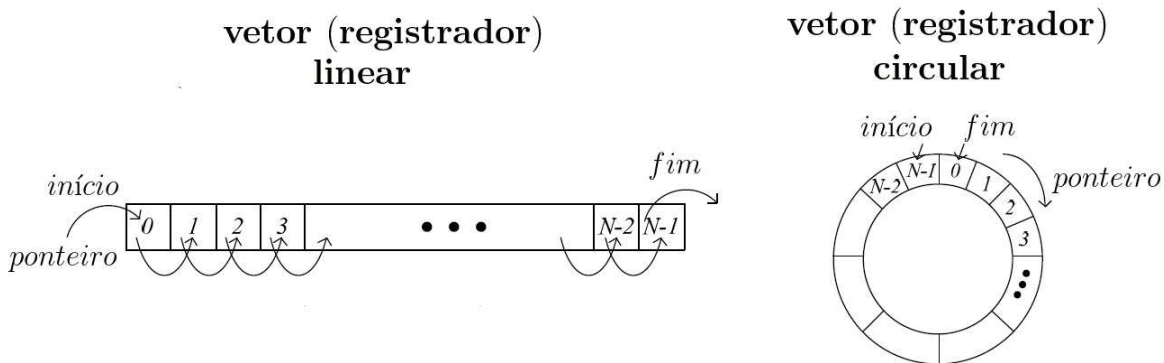 vetor (registrador)
linear
início
ponteiro
0 1 2 3 ••• N-2 N-1
fim
vetor (registrador)
circular
início
fim
ponteiro
N-2 N-1 0 1 2 3 •••